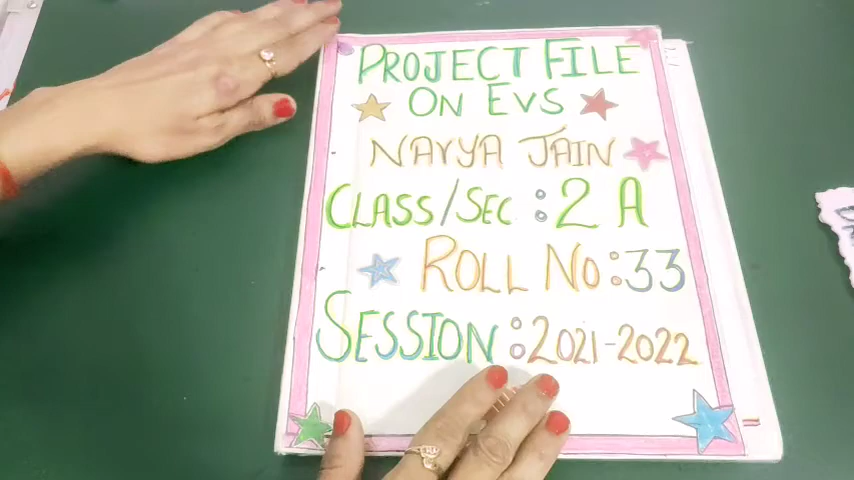 PROJECT FILE
ON EVS
NAVYA JAIN
CLASS/SEC : 2 A
ROLL NO : 33
SESSION : 2021-2022